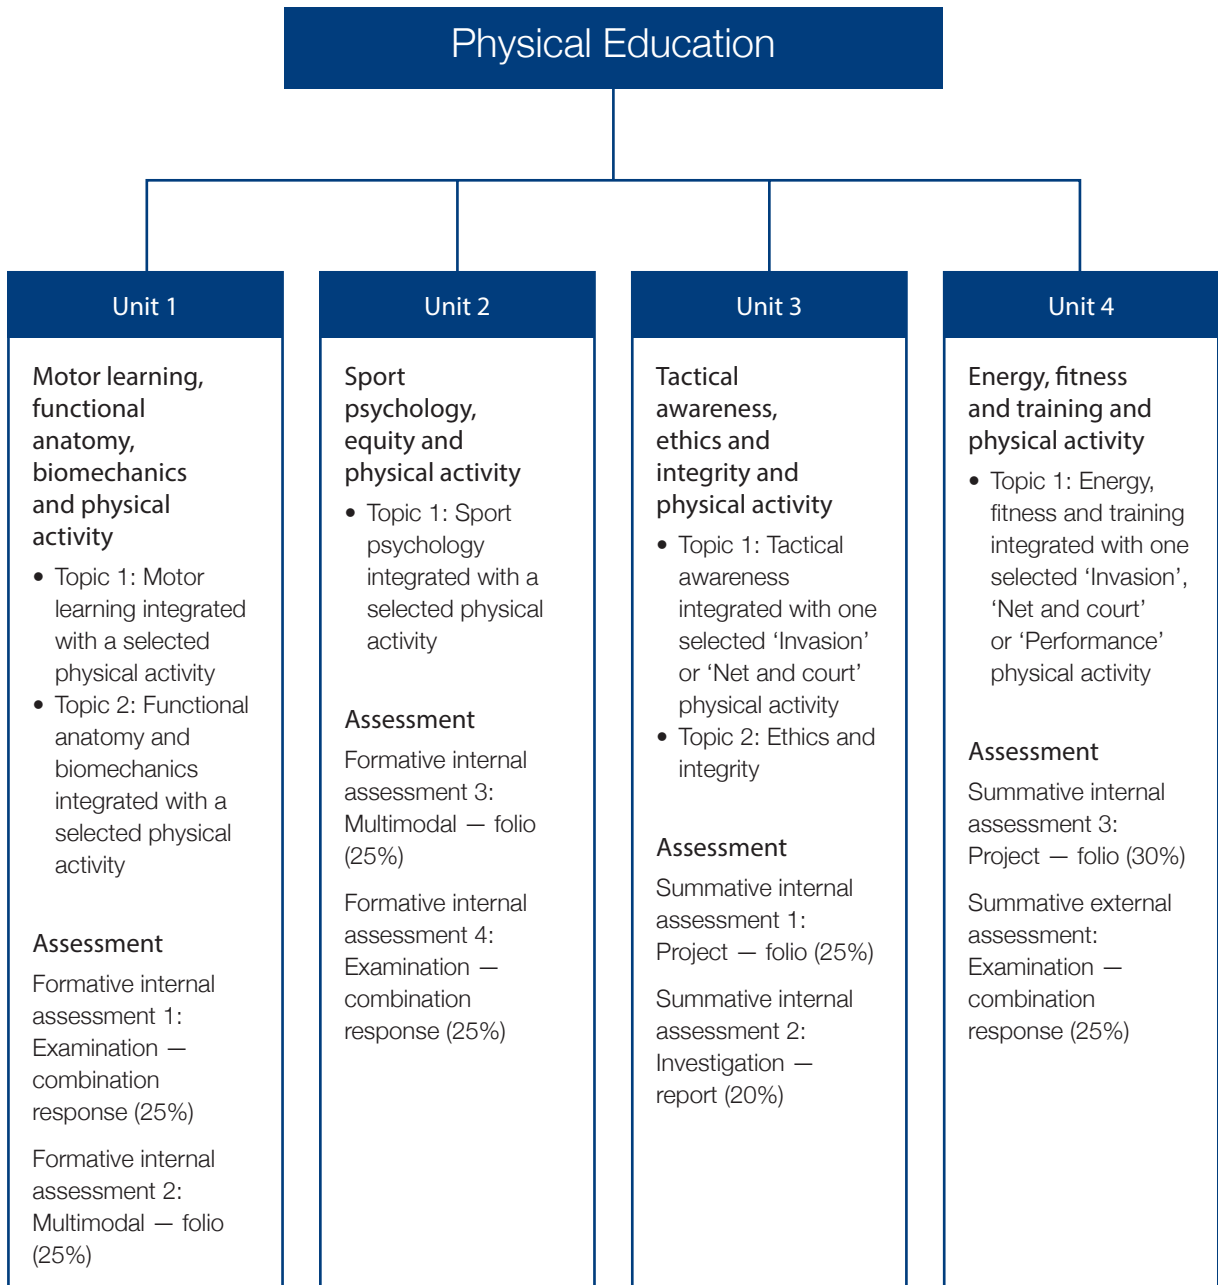 Physical Education
Unit 1
Motor learning,
functional
anatomy,
biomechanics
and physical
activity
• Topic 1: Motor
learning integrated
with a selected
physical activity
• Topic 2: Functional
anatomy and
biomechanics
integrated with a
selected physical
activity
Assessment
Formative internal
assessment 1:
Examination —
combination
response (25%)
Formative internal
assessment 2:
Multimodal — folio
(25%)
Unit 2
Sport
psychology,
equity and
physical activity
• Topic 1: Sport
psychology
integrated with a
selected physical
activity
Assessment
Formative internal
assessment 3:
Multimodal — folio
(25%)
Formative internal
assessment 4:
Examination —
combination
response (25%)
Unit 3
Tactical
awareness,
ethics and
integrity and
physical activity
• Topic 1: Tactical
awareness
integrated with one
selected ‘Invasion’
or ‘Net and court’
physical activity
• Topic 2: Ethics and
integrity
Assessment
Summative internal
assessment 1:
Project — folio (25%)
Summative internal
assessment 2:
Investigation —
report (20%)
Unit 4
Energy, fitness
and training and
physical activity
• Topic 1: Energy,
fitness and training
integrated with one
selected ‘Invasion’,
‘Net and court’
or ‘Performance’
physical activity
Assessment
Summative internal
assessment 3:
Project — folio (30%)
Summative external
assessment:
Examination —
combination
response (25%)